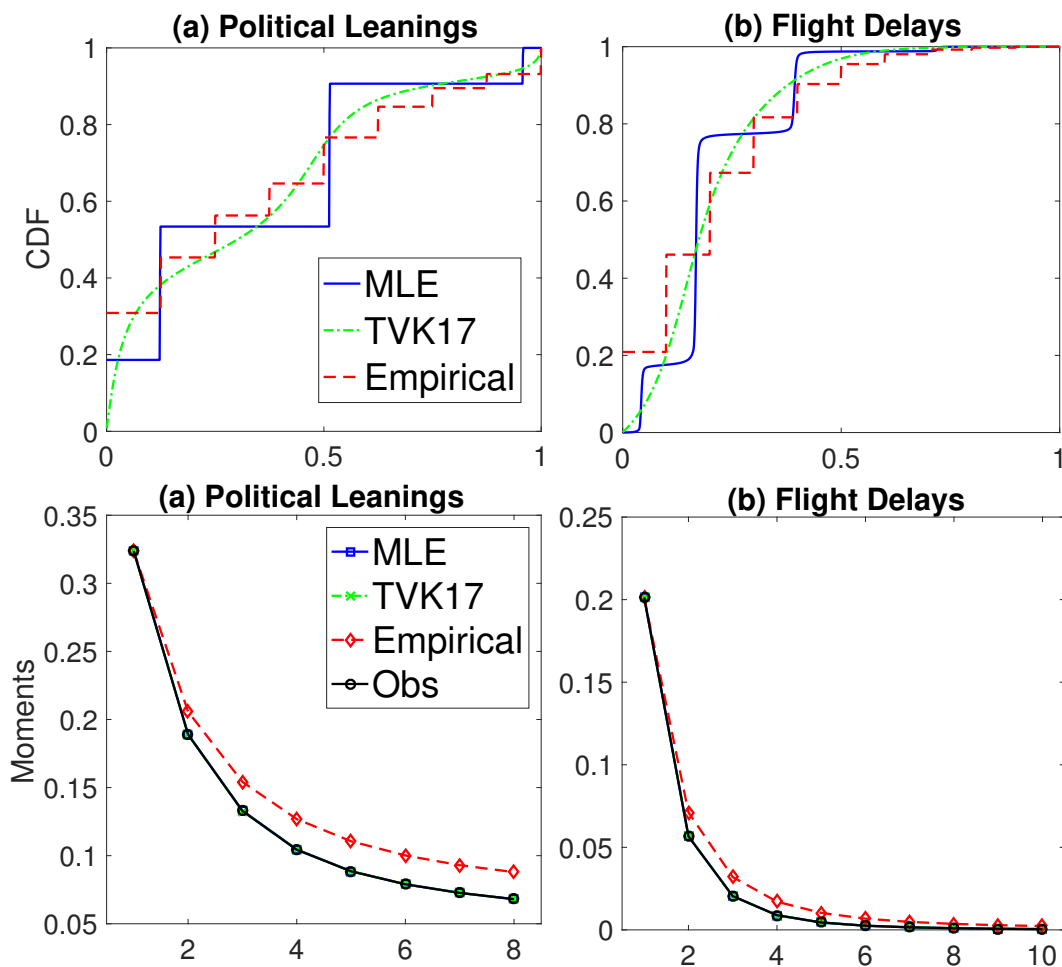 (a) Political Leanings
1
0.8
0.6
0.4
0.2
0
CDF
0 0.5 1
MLE
TVK17
Empirical
(b) Flight Delays
1
0.8
0.6
0.4
0.2
0
0 0.5 1
(a) Political Leanings
0.35
0.3
0.25
0.2
0.15
0.1
0.05
Moments
2 4 6 8
MLE
TVK17
Empirical
Obs
(b) Flight Delays
0.25
0.2
0.15
0.1
0.05
0
2 4 6 8 10